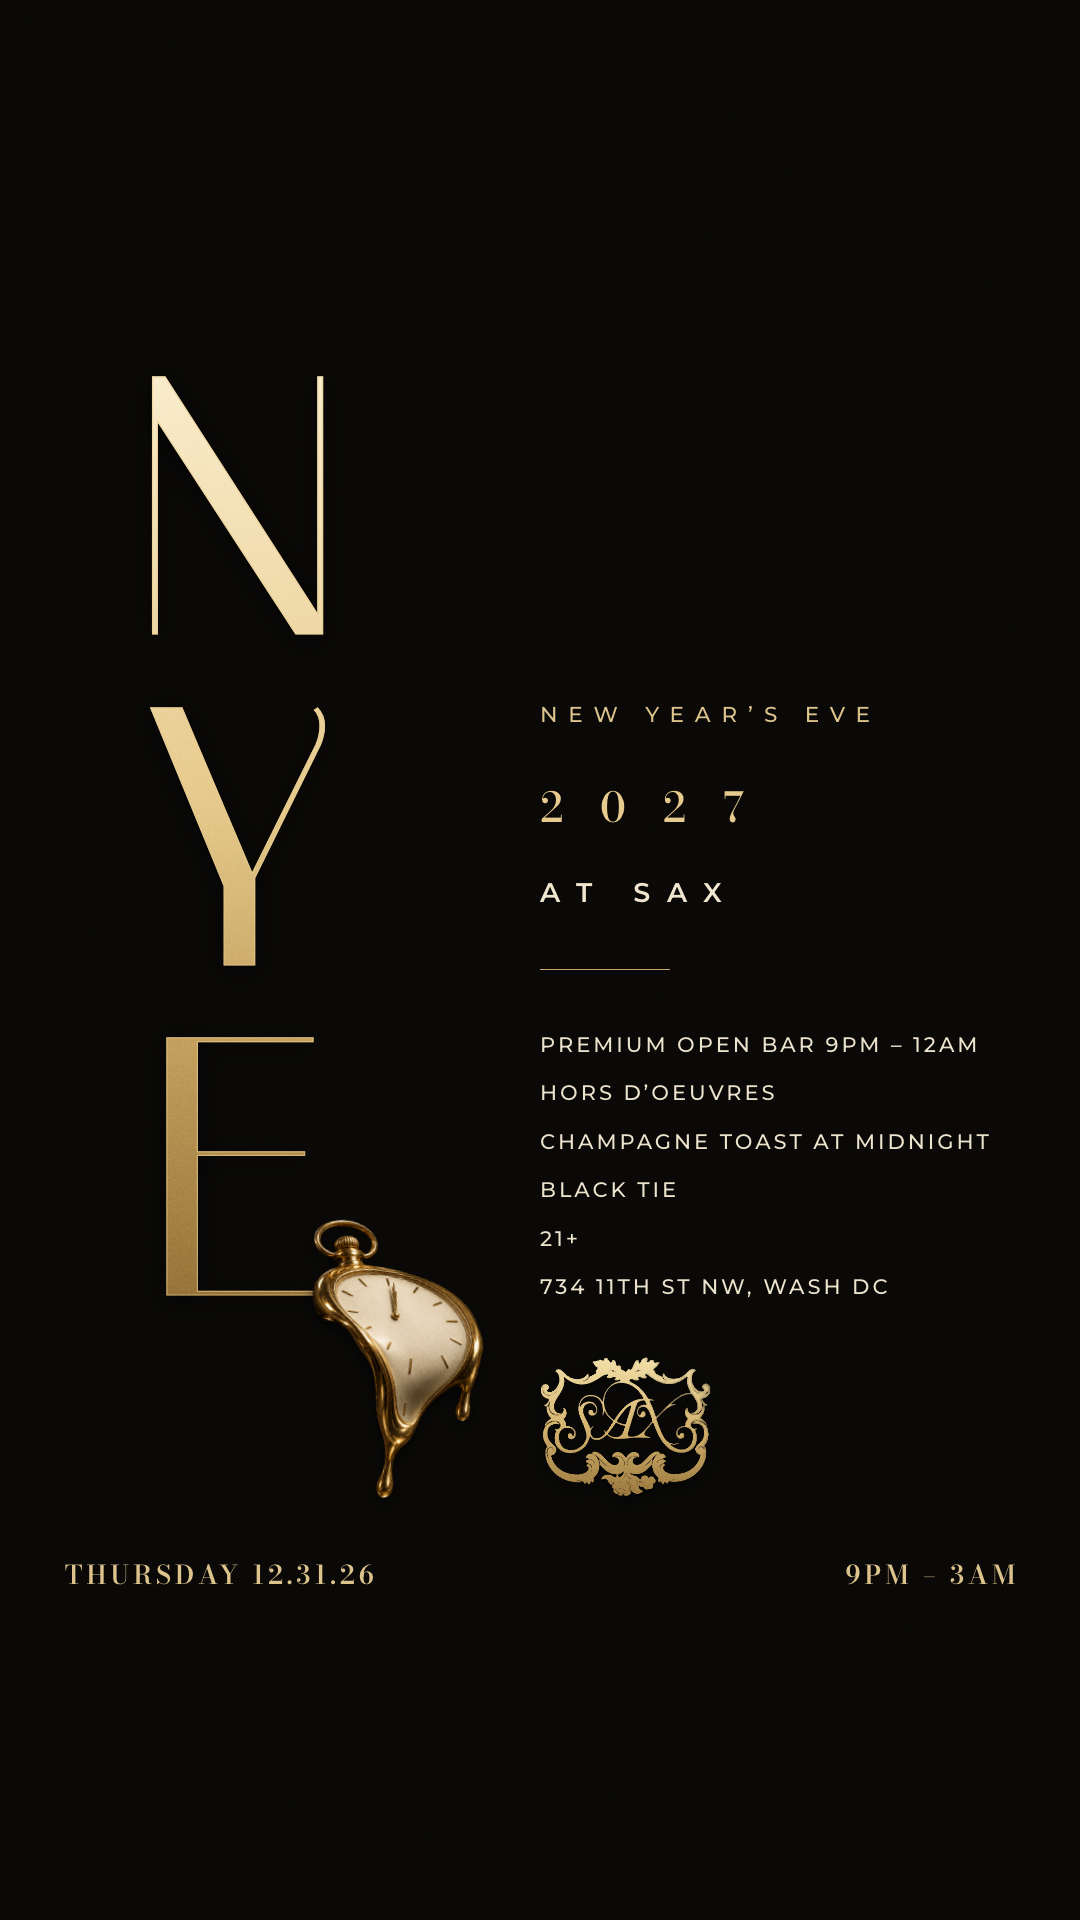 N
Y
E
NEW YEAR’S EVE
2027
AT SAX
PREMIUM OPEN BAR 9PM – 12AM
HORS D’OEUVRES
CHAMPAGNE TOAST AT MIDNIGHT
BLACK TIE
21+
734 11TH ST NW, WASH DC
SAX
THURSDAY 12.31.26
9PM – 3AM